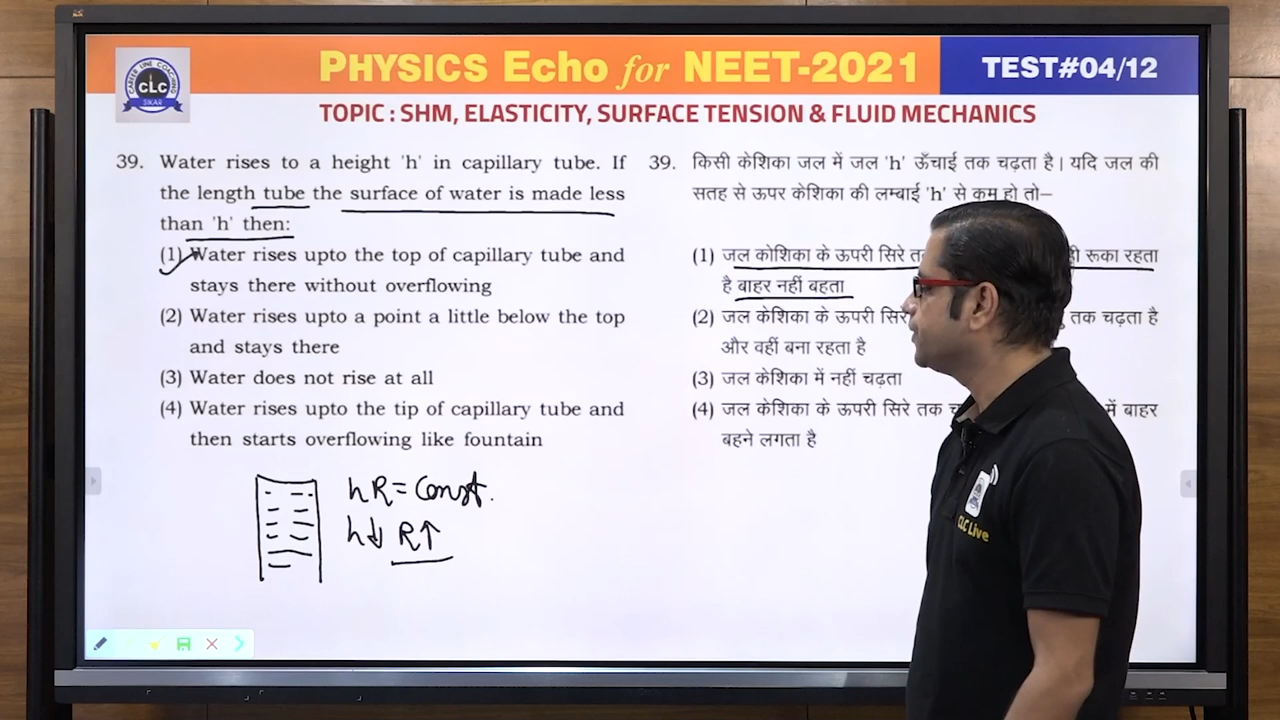 PHYSICS Echo for NEET-2021
TEST#04/12
CAREER LINE COACHING
CLC
SIKAR
TOPIC : SHM, ELASTICITY, SURFACE TENSION & FLUID MECHANICS
39. Water rises to a height 'h' in capillary tube. If
the length tube the surface of water is made less
than 'h' then:
(1) Water rises upto the top of capillary tube and
stays there without overflowing
(2) Water rises upto a point a little below the top
and stays there
(3) Water does not rise at all
(4) Water rises upto the tip of capillary tube and
then starts overflowing like fountain
hR = Const.
h↓ R↑
39. किसी केशिका जल में जल 'h' ऊँचाई तक चढ़ता है। यदि जल की
सतह से ऊपर केशिका की लम्बाई 'h' से कम हो तो–
(1) जल कोशिका के ऊपरी सिरे ही रूका रहता
है बाहर नहीं बहता
(2) जल केशिका के ऊपरी तक चढ़ता है
और वहीं बना रहता है
(3) जल केशिका में नहीं चढ़ता
(4) जल केशिका के ऊपरी सिरे तक में बाहर
बहने लगता है
CLC Live